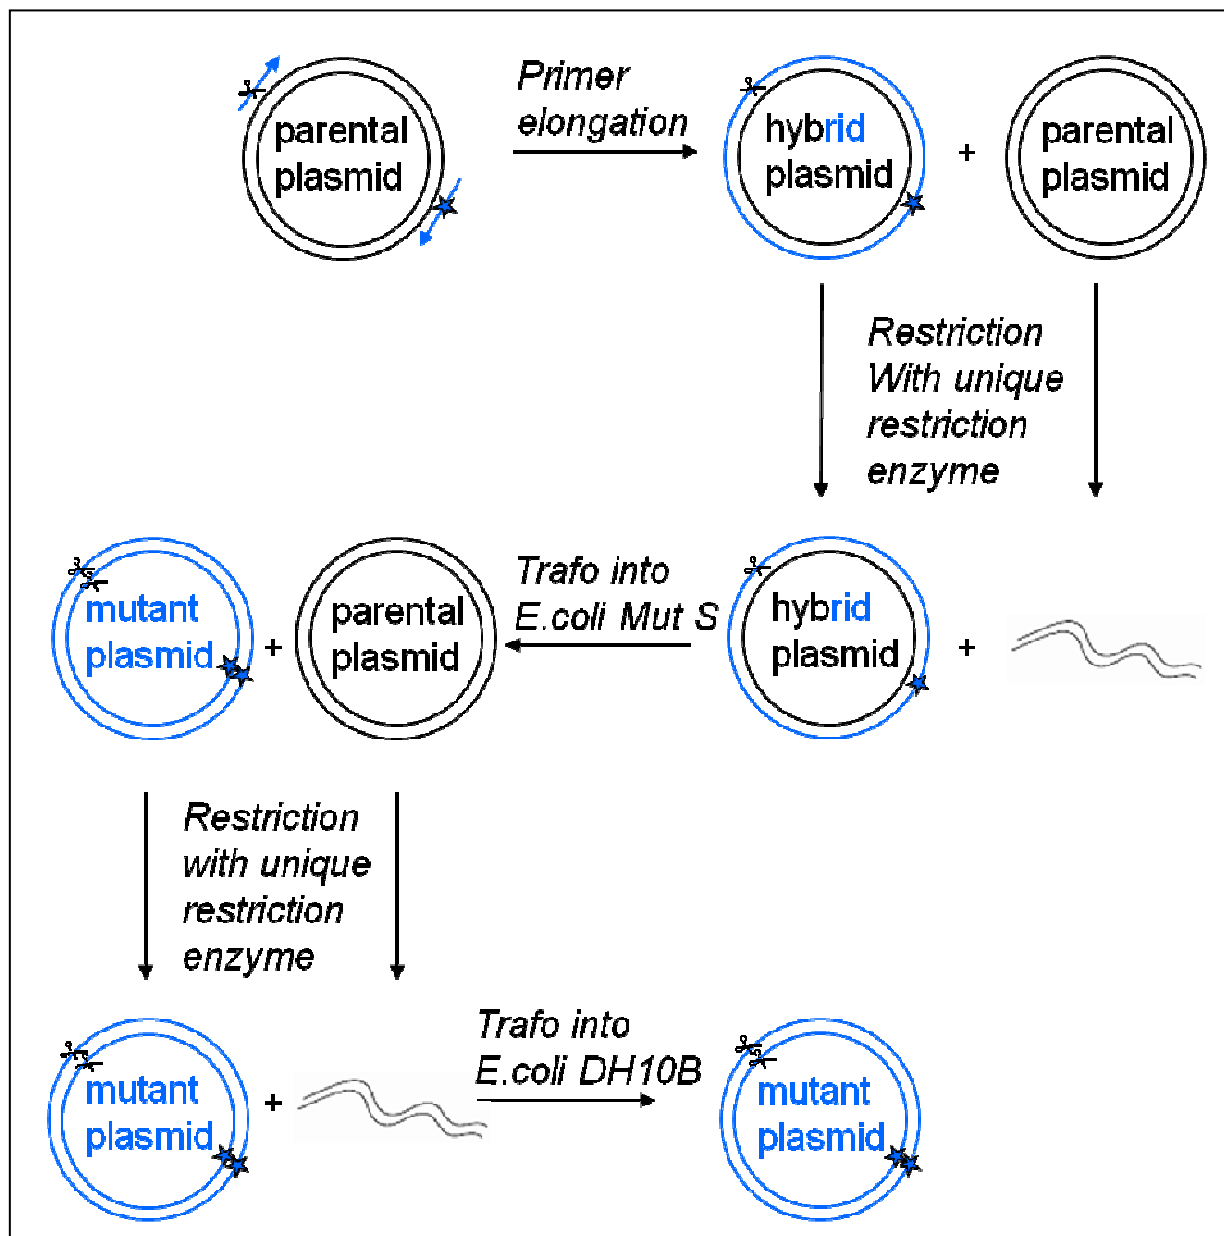 parental
plasmid
Primer
elongation
hybrid
plasmid
+
parental
plasmid
Restriction
With unique
restriction
enzyme
mutant
plasmid
+
parental
plasmid
Trafo into
E.coli Mut S
hybrid
plasmid
+
Restriction
with unique
restriction
enzyme
mutant
plasmid
+
Trafo into
E.coli DH10B
mutant
plasmid